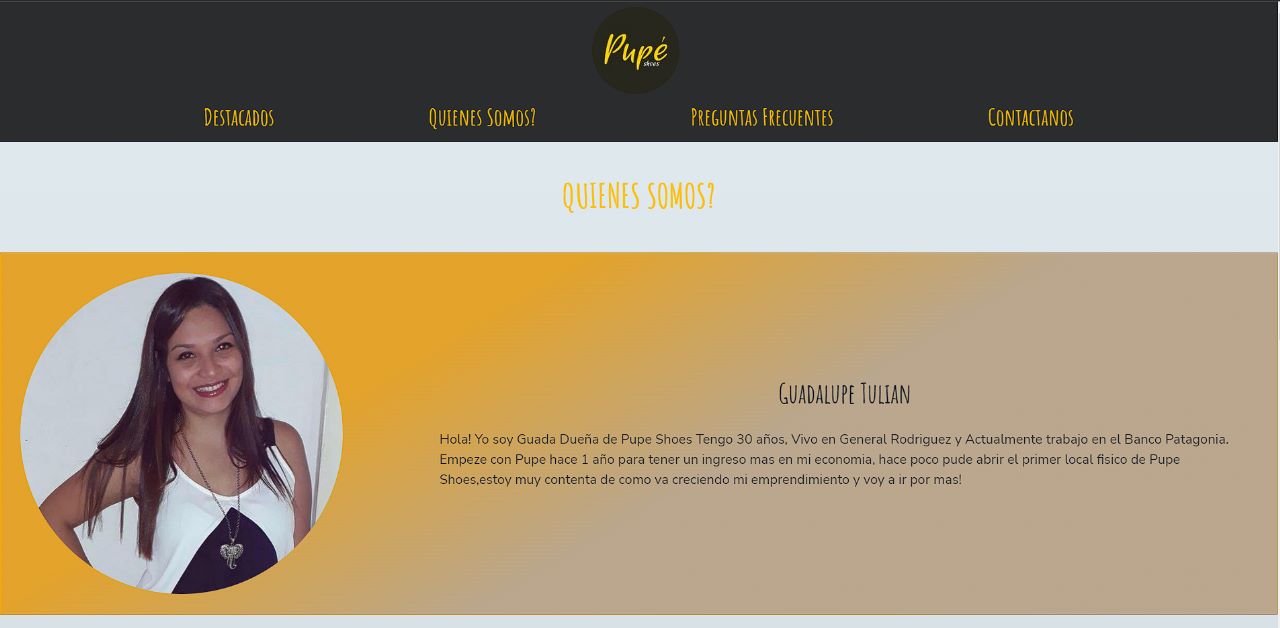 Pupé
shoes
Destacados
Quienes Somos?
Preguntas Frecuentes
Contactanos
QUIENES SOMOS?
Guadalupe Tulian
Hola! Yo soy Guada Dueña de Pupe Shoes Tengo 30 años, Vivo en General Rodriguez y Actualmente trabajo en el Banco Patagonia.
Empeze con Pupe hace 1 año para tener un ingreso mas en mi economia, hace poco pude abrir el primer local fisico de Pupe
Shoes,estoy muy contenta de como va creciendo mi emprendimiento y voy a ir por mas!